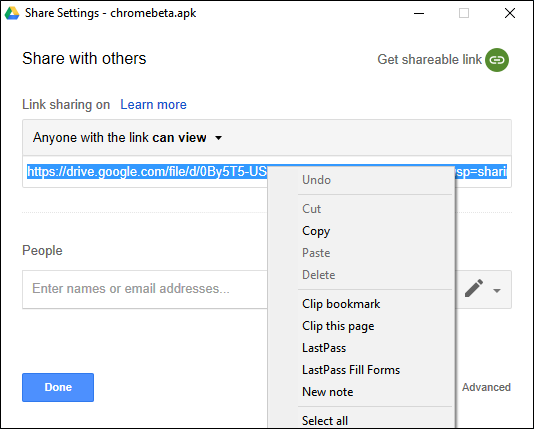 Share Settings - chromebeta.apk
Share with others
Get shareable link
Link sharing on Learn more
Anyone with the link can view
https://drive.google.com/file/d/0By5T5-US
sp=shari
Undo
Cut
Copy
Paste
Delete
People
Enter names or email addresses...
Clip bookmark
Clip this page
LastPass
LastPass Fill Forms
New note
Select all
Done
Advanced